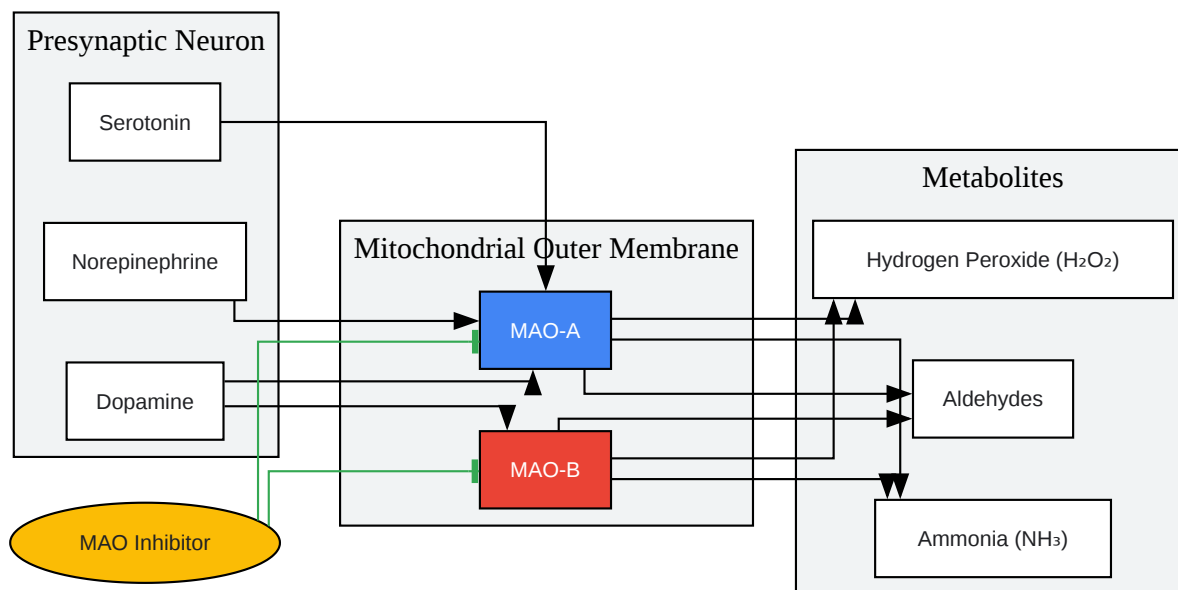 Presynaptic Neuron
Serotonin
Norepinephrine
Dopamine
MAO Inhibitor
Mitochondrial Outer Membrane
MAO-A
MAO-B
Metabolites
Hydrogen Peroxide (H₂O₂)
Aldehydes
Ammonia (NH₃)